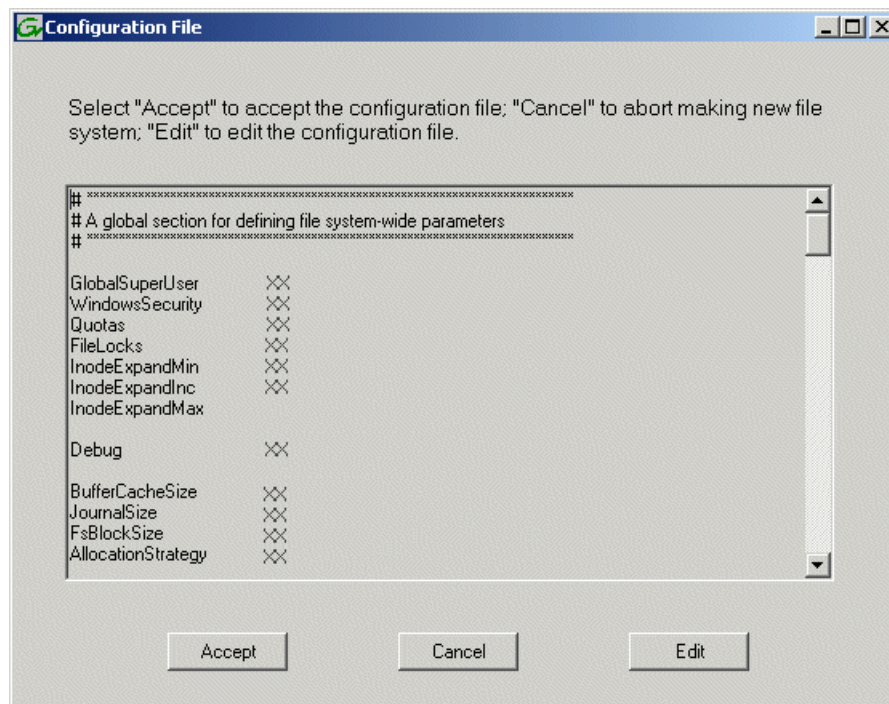 Configuration File
Select "Accept" to accept the configuration file; "Cancel" to abort making new file
system; "Edit" to edit the configuration file.
# ****************************************************************************
# A global section for defining file system-wide parameters
# ****************************************************************************
GlobalSuperUser XX
WindowsSecurity XX
Quotas XX
FileLocks XX
InodeExpandMin XX
InodeExpandInc XX
InodeExpandMax
Debug XX
BufferCacheSize XX
JournalSize XX
FsBlockSize XX
AllocationStrategy XX
Accept Cancel Edit